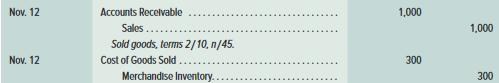 Nov. 12 Accounts Receivable .................................. 1,000
Sales .......................................... 1,000
Sold goods, terms 2/10, n/45.
Nov. 12 Cost of Goods Sold .................................... 300
Merchandise Inventory. .............................. 300